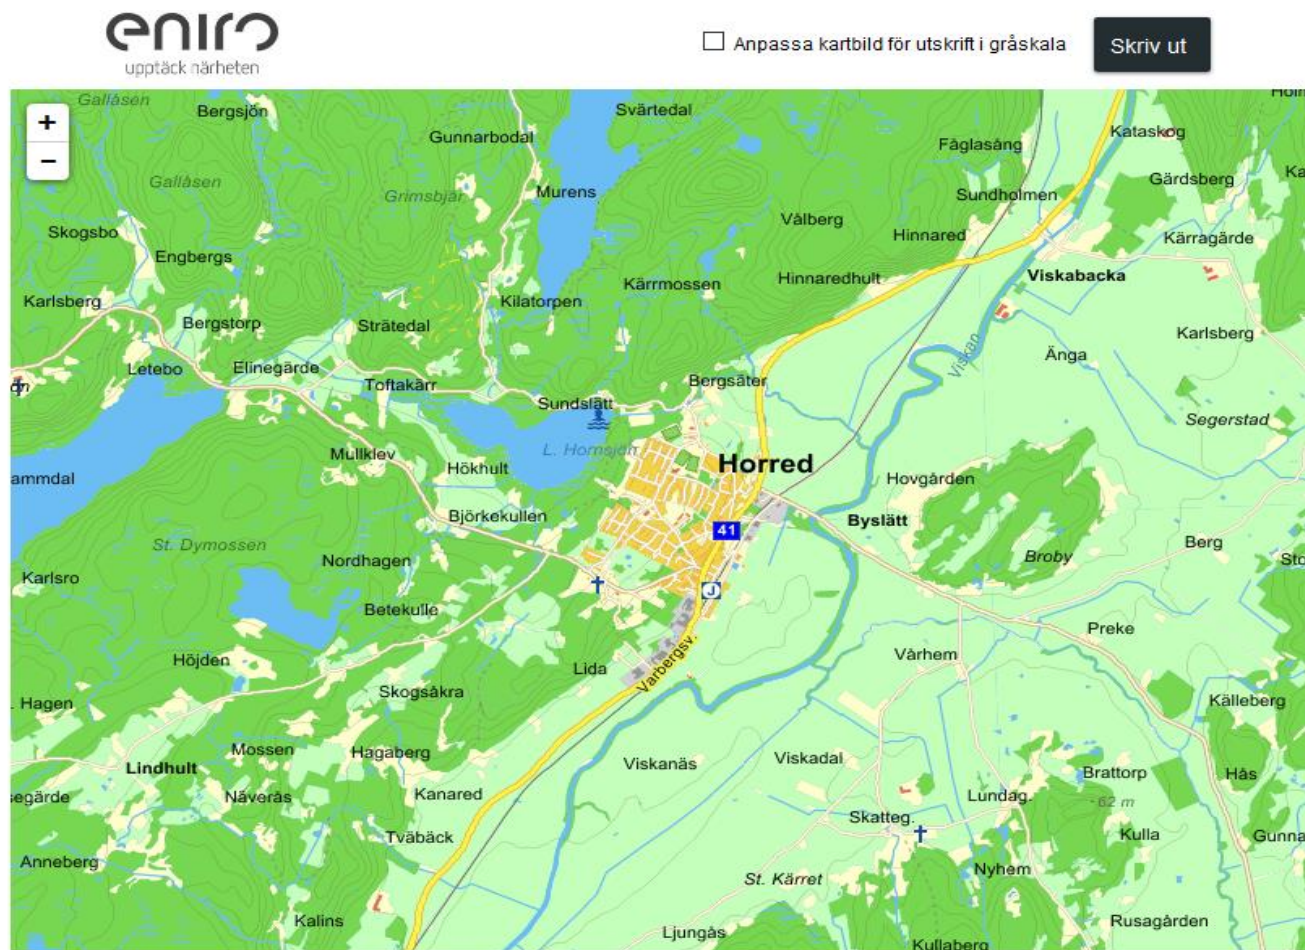 eniro
upptäck närheten
Anpassa kartbild för utskrift i gråskala
Skriv ut
+
−
Gallåsen
Bergsjön
Svärtedal
Gunnarbodal
Kataskog
Fåglasång
Gallåsen
Grimsbjär
Murens
Gärdsberg
Sundholmen
Vålberg
Skogsbo
Hinnared
Kärragärde
Engbergs
Hinnaredhult
Viskabacka
Kärrmossen
Karlsberg
Kilatorpen
Bergstorp
Strätedal
Karlsberg
Viskan
Änga
Letebo
Elinegärde
Toftakärr
Bergsäter
Sundslätt
Segerstad
L. Hornsjön
Mullklev
Hökhult
Horred
ammdal
Hovgården
Björkekullen
Byslätt
41
St. Dymossen
Berg
Nordhagen
Broby
Sto
Karlsro
J
Betekulle
Preke
Höjden
Lida
Varbergsv.
Vårhem
Skogsåkra
. Hagen
Källeberg
Mossen
Hagaberg
Viskanäs
Viskadal
Lindhult
Brattorp
Hås
segärde
Nãverås
Kanared
Lundag.
62 m
Skatteg.
Tväbäck
Kulla
Gunna
Anneberg
Nyhem
St. Kärret
Kalins
Rusagården
Ljungås
Kullaberg